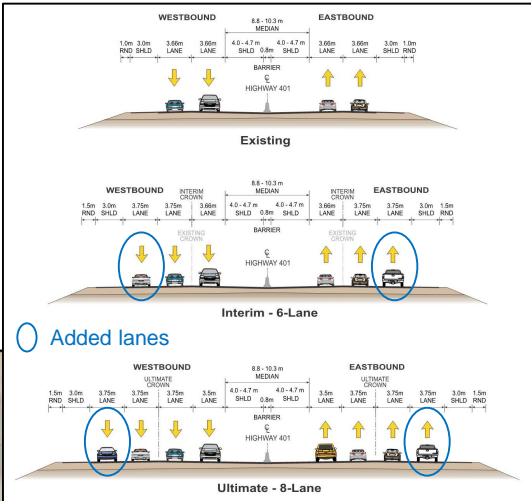 WESTBOUND
8.8 - 10.3 m
MEDIAN
EASTBOUND
1.0m RND
3.0m SHLD
3.66m LANE
3.66m LANE
4.0 - 4.7 m SHLD
0.8m
4.0 - 4.7 m SHLD
3.66m LANE
3.66m LANE
3.0m SHLD
1.0m RND
BARRIER
℄
HIGHWAY 401
Existing
WESTBOUND
INTERIM CROWN
8.8 - 10.3 m
MEDIAN
INTERIM CROWN
EASTBOUND
1.5m RND
3.0m SHLD
3.75m LANE
3.75m LANE
3.66m LANE
4.0 - 4.7 m SHLD
0.8m
4.0 - 4.7 m SHLD
3.66m LANE
3.75m LANE
3.75m LANE
3.0m SHLD
1.5m RND
EXISTING CROWN
BARRIER
℄
HIGHWAY 401
EXISTING CROWN
Interim - 6-Lane
Added lanes
WESTBOUND
ULTIMATE CROWN
8.8 - 10.3 m
MEDIAN
EASTBOUND
ULTIMATE CROWN
1.5m RND
3.0m SHLD
3.75m LANE
3.75m LANE
3.75m LANE
3.5m LANE
4.0 - 4.7 m SHLD
0.8m
4.0 - 4.7 m SHLD
3.5m LANE
3.75m LANE
3.75m LANE
3.75m LANE
3.0m SHLD
1.5m RND
BARRIER
℄
HIGHWAY 401
Ultimate - 8-Lane